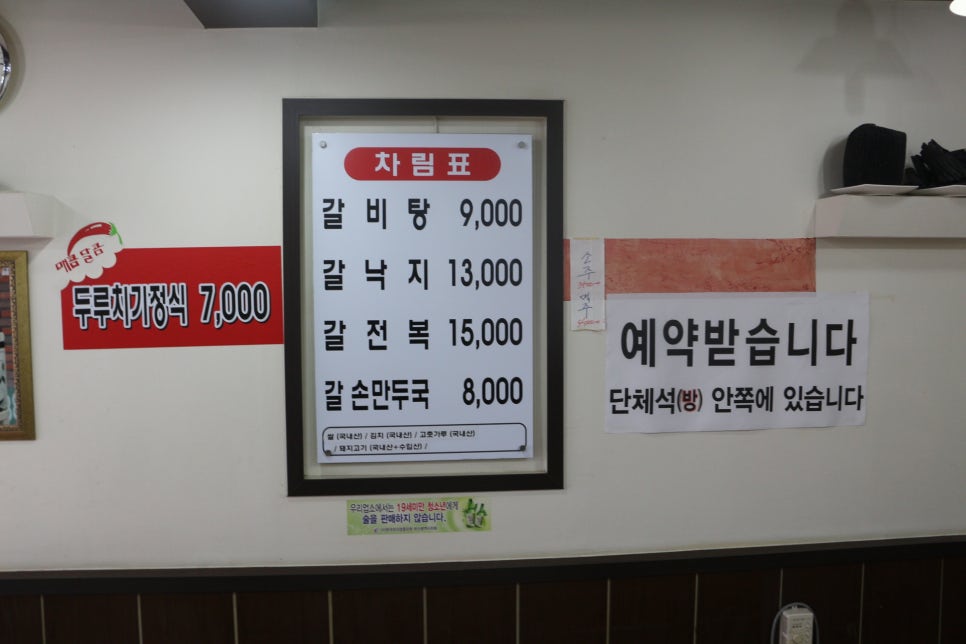 매콤달콤
두루치기정식 7,000
차림표
갈비탕 9,000
갈낙지 13,000
갈전복 15,000
갈손만두국 8,000
쌀 (국내산) / 김치 (국내산) / 고춧가루 (국내산)
/ 돼지고기 (국내산+수입산) /
우리업소에서는 19세미만 청소년에게
술을 판매하지 않습니다.
소주
맥주
예약받습니다
단체석(방) 안쪽에 있습니다